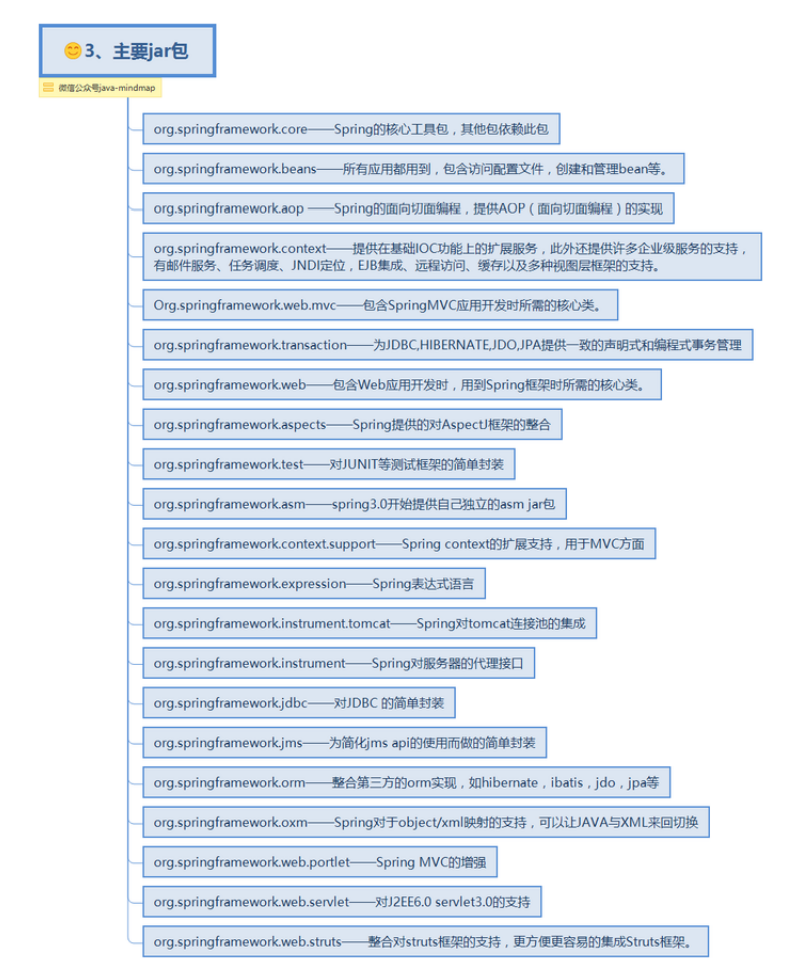 😊3、主要jar包
微信公众号java-mindmap
org.springframework.core——Spring的核心工具包，其他包依赖此包
org.springframework.beans——所有应用都用到，包含访问配置文件，创建和管理bean等。
org.springframework.aop ——Spring的面向切面编程，提供AOP（面向切面编程）的实现
org.springframework.context——提供在基础IOC功能上的扩展服务，此外还提供许多企业级服务的支持，
有邮件服务、任务调度、JNDI定位，EJB集成、远程访问、缓存以及多种视图层框架的支持。
Org.springframework.web.mvc——包含SpringMVC应用开发时所需的核心类。
org.springframework.transaction——为JDBC,HIBERNATE,JDO,JPA提供一致的声明式和编程式事务管理
org.springframework.web——包含Web应用开发时，用到Spring框架时所需的核心类。
org.springframework.aspects——Spring提供的对AspectJ框架的整合
org.springframework.test——对JUNIT等测试框架的简单封装
org.springframework.asm——spring3.0开始提供自己独立的asm jar包
org.springframework.context.support——Spring context的扩展支持，用于MVC方面
org.springframework.expression——Spring表达式语言
org.springframework.instrument.tomcat——Spring对tomcat连接池的集成
org.springframework.instrument——Spring对服务器的代理接口
org.springframework.jdbc——对JDBC 的简单封装
org.springframework.jms——为简化jms api的使用而做的简单封装
org.springframework.orm——整合第三方的orm实现，如hibernate，ibatis，jdo，jpa等
org.springframework.oxm——Spring对于object/xml映射的支持，可以让JAVA与XML来回切换
org.springframework.web.portlet——Spring MVC的增强
org.springframework.web.servlet——对J2EE6.0 servlet3.0的支持
org.springframework.web.struts——整合对struts框架的支持，更方便更容易的集成Struts框架。